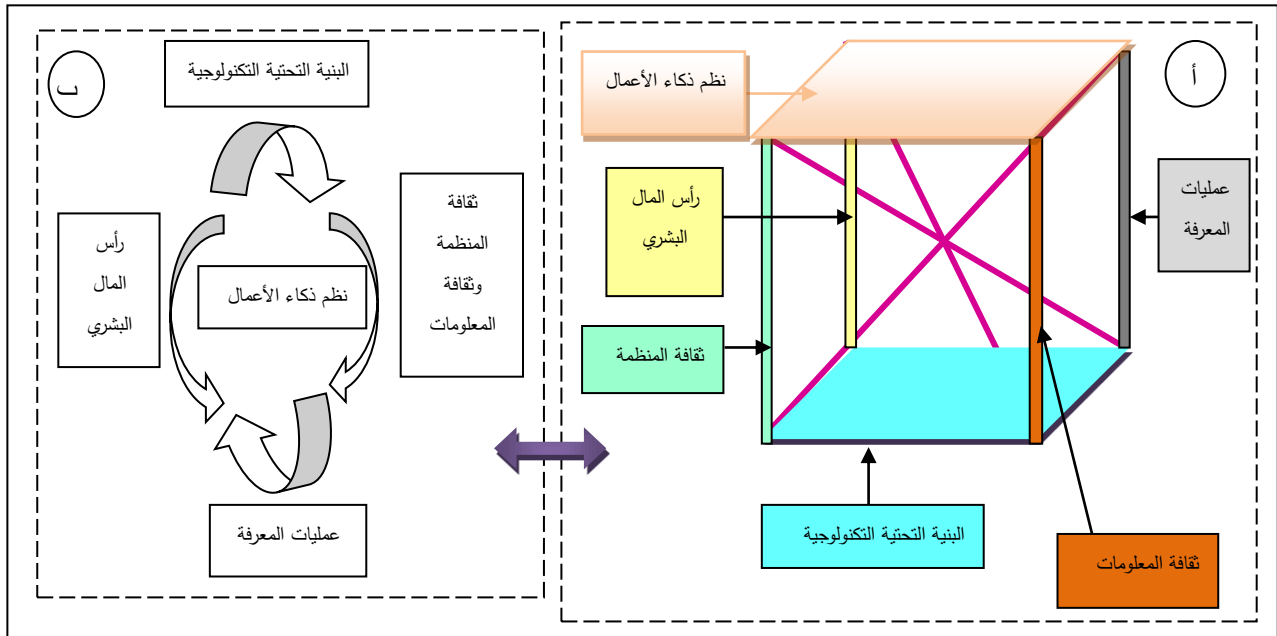 أ
نظم ذكاء الأعمال
عمليات
المعرفة
رأس المال
البشري
ثقافة المنظمة
البنية التحتية التكنولوجية
ثقافة المعلومات
ب
البنية التحتية التكنولوجية
ثقافة
المنظمة
وثقافة
المعلومات
نظم ذكاء الأعمال
رأس
المال
البشري
عمليات المعرفة